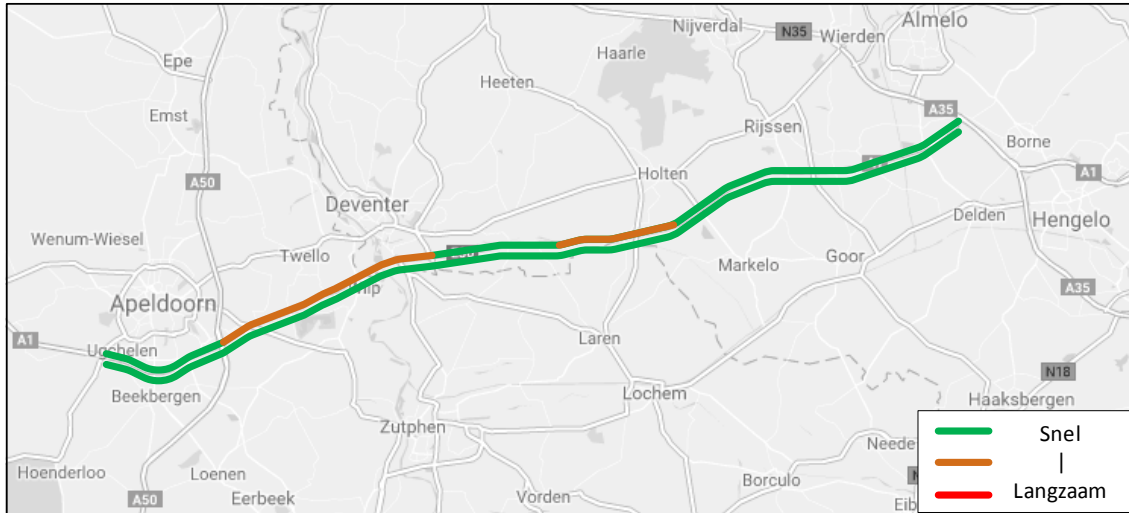 Nijverdal
Almelo
N35
Wierden
Haarle
Epe
Heeten
Emst
A35
Rijssen
Borne
A50
Holten
A1
Deventer
Delden
Hengelo
Wenum-Wiesel
Twello
Markelo
Goor
Apeldoorn
A35
A1
Laren
Ugchelen
N18
Beekbergen
Lochem
Haaksbergen
Zutphen
Snel
|
Langzaam
Neede
Hoenderloo
Loenen
Borculo
A50
Eerbeek
Vorden
Eib